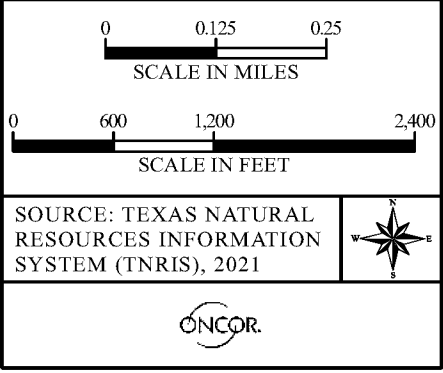 0 0.125 0.25
SCALE IN MILES
0 600 1,200 2,400
SCALE IN FEET
SOURCE: TEXAS NATURAL
RESOURCES INFORMATION
SYSTEM (TNRIS), 2021
N
W E
S
ONCOR.